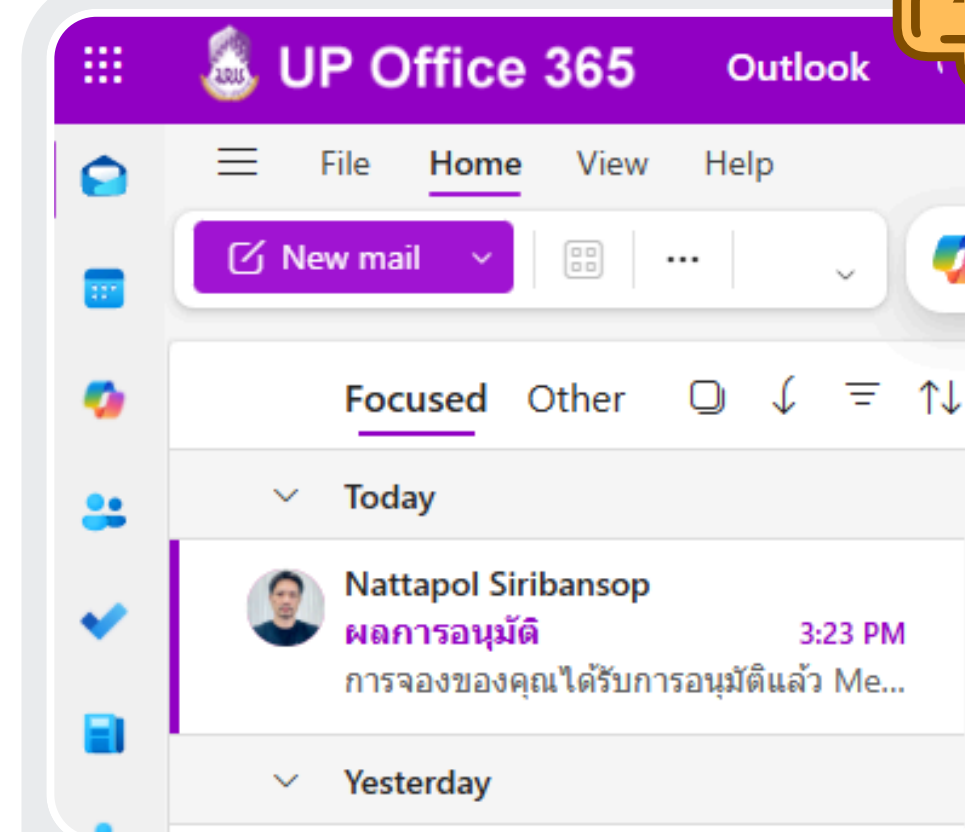 UP Office 365 Outlook
File Home View Help
New mail
Focused Other
Today
Nattapol Siribansop
ผลการอนุมัติ 3:23 PM
การจองของคุณได้รับการอนุมัติแล้ว Me...
Yesterday